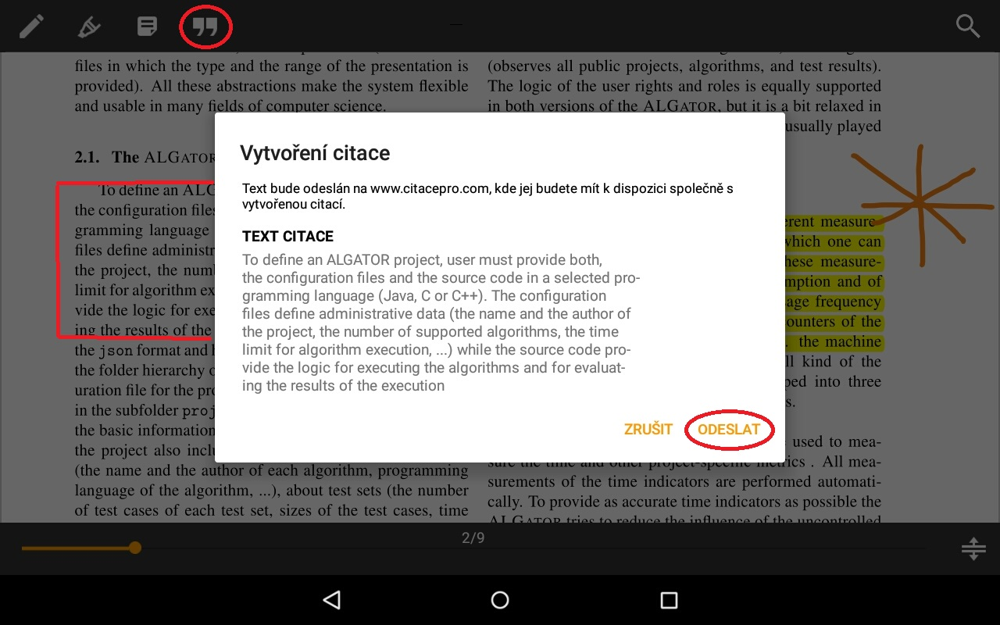 files in which the type and the range of the presentation is
provided). All these abstractions make the system flexible
and usable in many fields of computer science.
2.1. The ALGATOR
To define an ALG
the configuration files
gramming language
files define administr
the project, the num
limit for algorithm ex
vide the logic for exe
ing the results of the
the json format and h
the folder hierarchy o
uration file for the pro
in the subfolder proj
the basic information
the project also incl
(the name and the author of each algorithm, programming
language of the algorithm, ...), about test sets (the number
of test cases of each test set, sizes of the test cases, time
(observes all public projects, algorithms, and test results).
The logic of the user rights and roles is equally supported
in both versions of the ALGATOR, but it is a bit relaxed in
usually played
erent measure-
which one can
hese measure-
mption and of
age frequency
ounters of the
. the machine
ll kind of the
ped into three
s.
used to mea-
sure the time and other project-specific metrics . All mea-
surements of the time indicators are performed automati-
cally. To provide as accurate time indicators as possible the
ALGATOR tries to reduce the influence of the uncontrolled
Vytvoření citace
Text bude odeslán na www.citacepro.com, kde jej budete mít k dispozici společně s
vytvořenou citací.
TEXT CITACE
To define an ALGATOR project, user must provide both,
the configuration files and the source code in a selected pro-
gramming language (Java, C or C++). The configuration
files define administrative data (the name and the author of
the project, the number of supported algorithms, the time
limit for algorithm execution, ...) while the source code pro-
vide the logic for executing the algorithms and for evaluat-
ing the results of the execution
ZRUŠIT ODESLAT
2/9